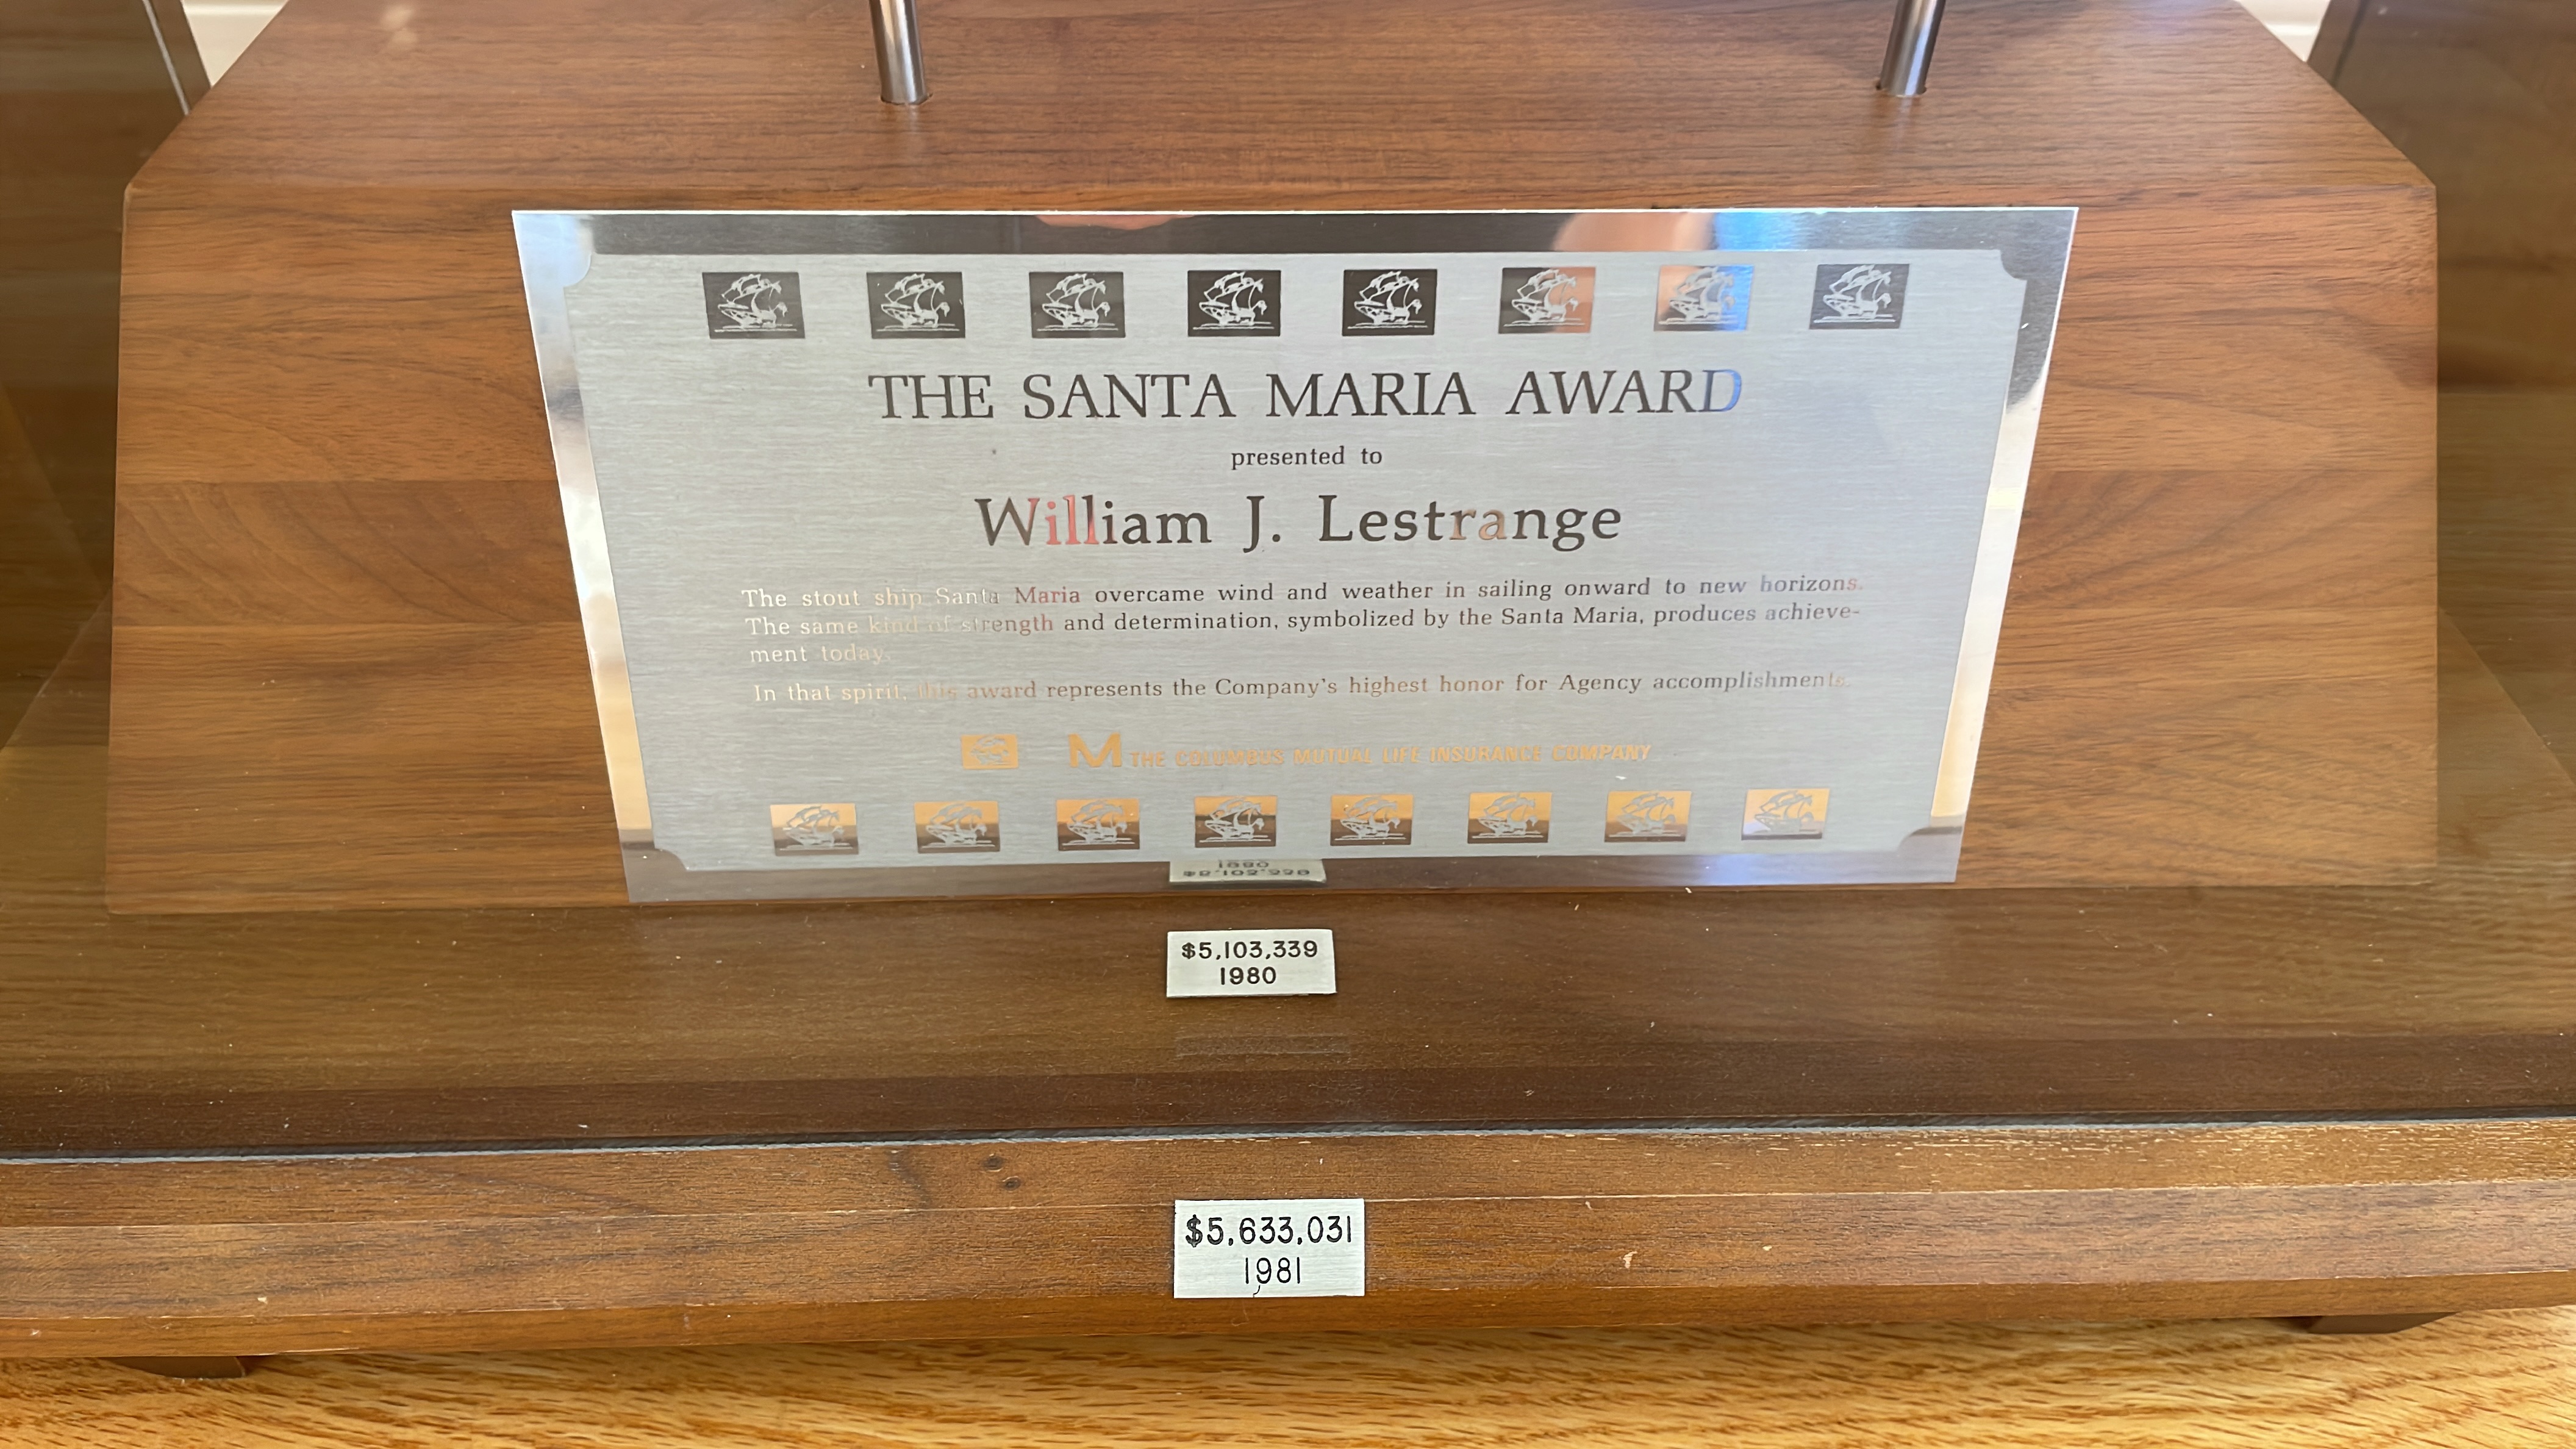 THE SANTA MARIA AWARD
presented to
William J. Lestrange
The stout ship Santa Maria overcame wind and weather in sailing onward to new horizons.
The same kind of strength and determination, symbolized by the Santa Maria, produces achieve-
ment today.
In that spirit, this award represents the Company's highest honor for Agency accomplishments.
M THE COLUMBUS MUTUAL LIFE INSURANCE COMPANY
$5,103,339
1980
$5,633,031
1981